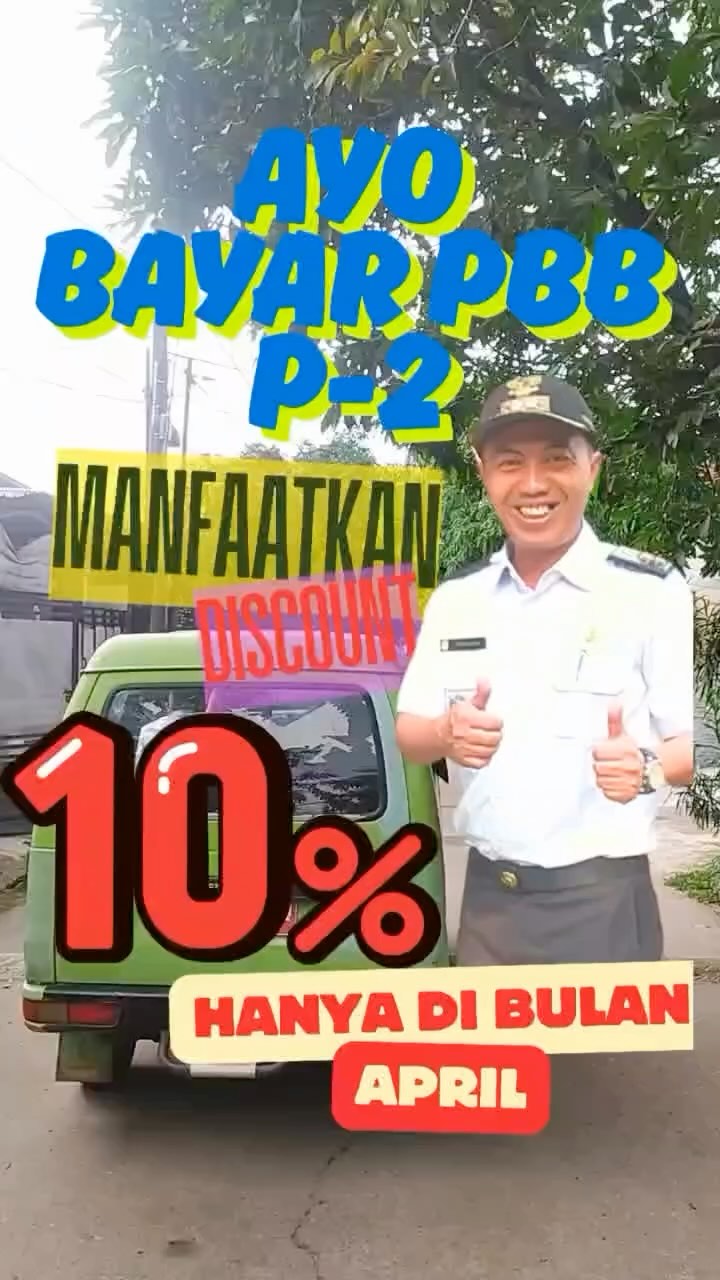 AYO
BAYAR PBB
P-2
MANFAATKAN
DISCOUNT
10%
HANYA DI BULAN
APRIL